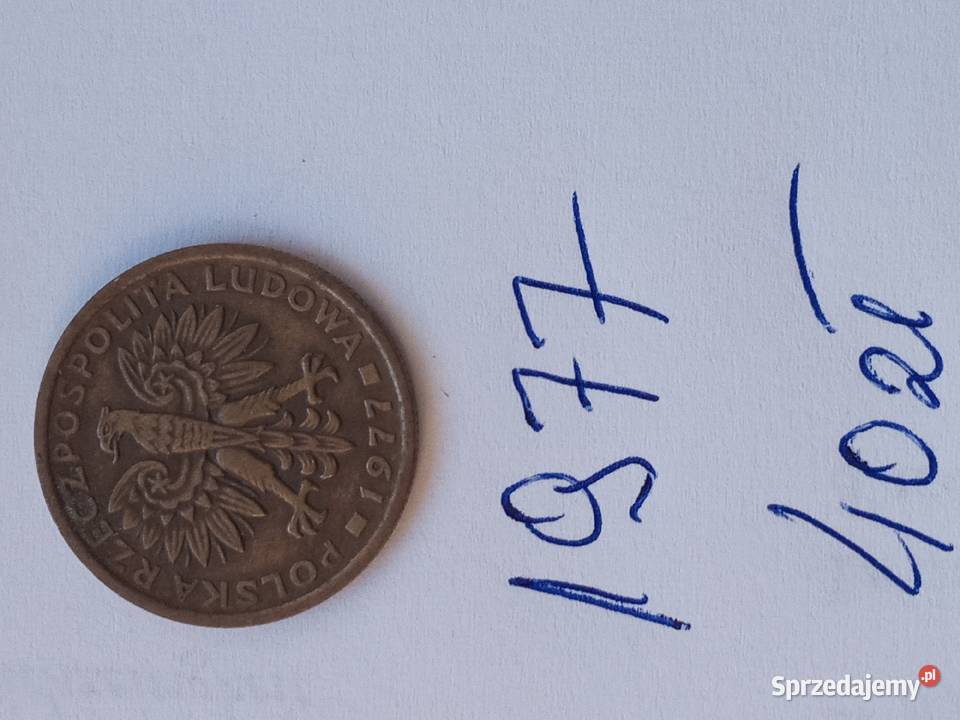 POLSKA RZECZPOSPOLITA LUDOWA
1977
1977
40zł
Sprzedajemy.pl